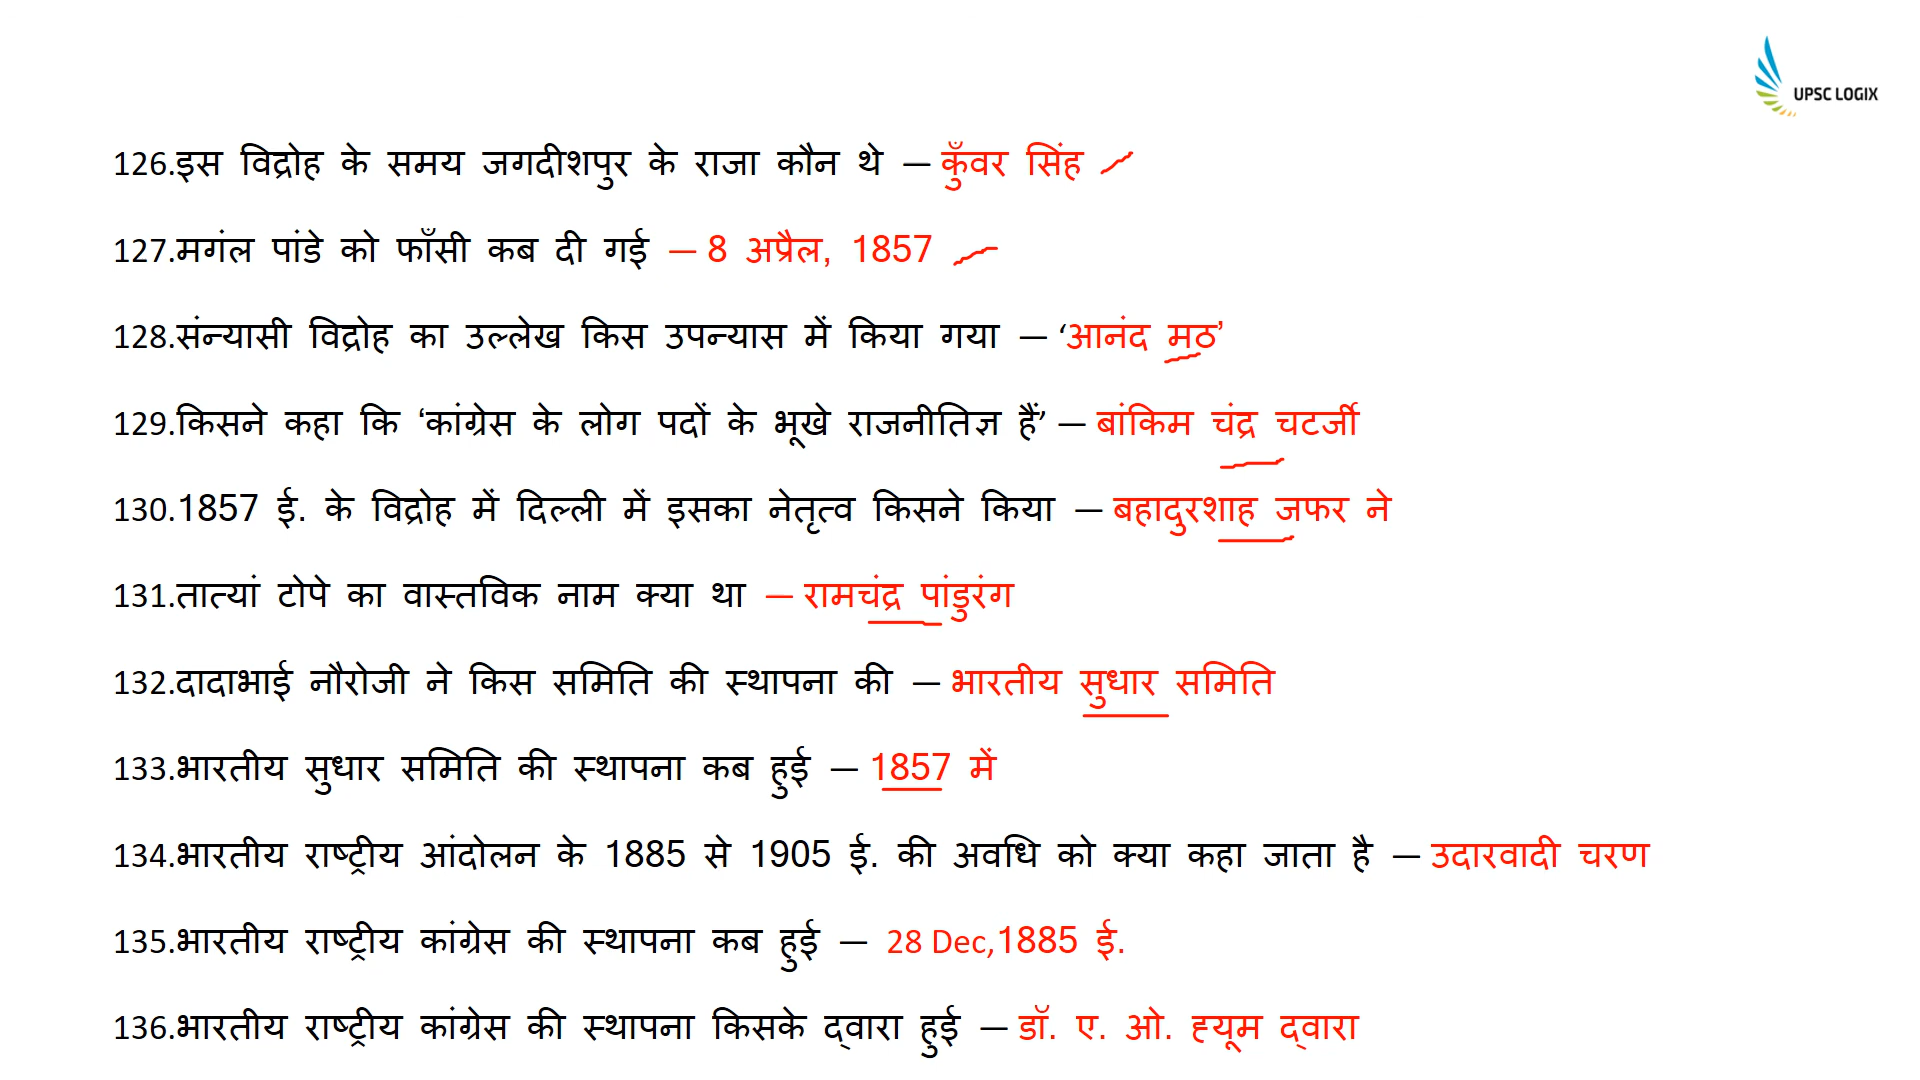 UPSC LOGIX
126.इस विद्रोह के समय जगदीशपुर के राजा कौन थे — कुँवर सिंह
127.मगंल पांडे को फाँसी कब दी गई — 8 अप्रैल, 1857
128.संन्यासी विद्रोह का उल्लेख किस उपन्यास में किया गया — ‘आनंद मठ’
129.किसने कहा कि ‘कांग्रेस के लोग पदों के भूखे राजनीतिज्ञ हैं’ — बांकिम चंद्र चटर्जी
130.1857 ई. के विद्रोह में दिल्ली में इसका नेतृत्व किसने किया — बहादुरशाह जफर ने
131.तात्यां टोपे का वास्तविक नाम क्या था — रामचंद्र पांडुरंग
132.दादाभाई नौरोजी ने किस समिति की स्थापना की — भारतीय सुधार समिति
133.भारतीय सुधार समिति की स्थापना कब हुई — 1857 में
134.भारतीय राष्ट्रीय आंदोलन के 1885 से 1905 ई. की अवधि को क्या कहा जाता है — उदारवादी चरण
135.भारतीय राष्ट्रीय कांग्रेस की स्थापना कब हुई — 28 Dec,1885 ई.
136.भारतीय राष्ट्रीय कांग्रेस की स्थापना किसके द्वारा हुई — डॉ. ए. ओ. ह्यूम द्वारा